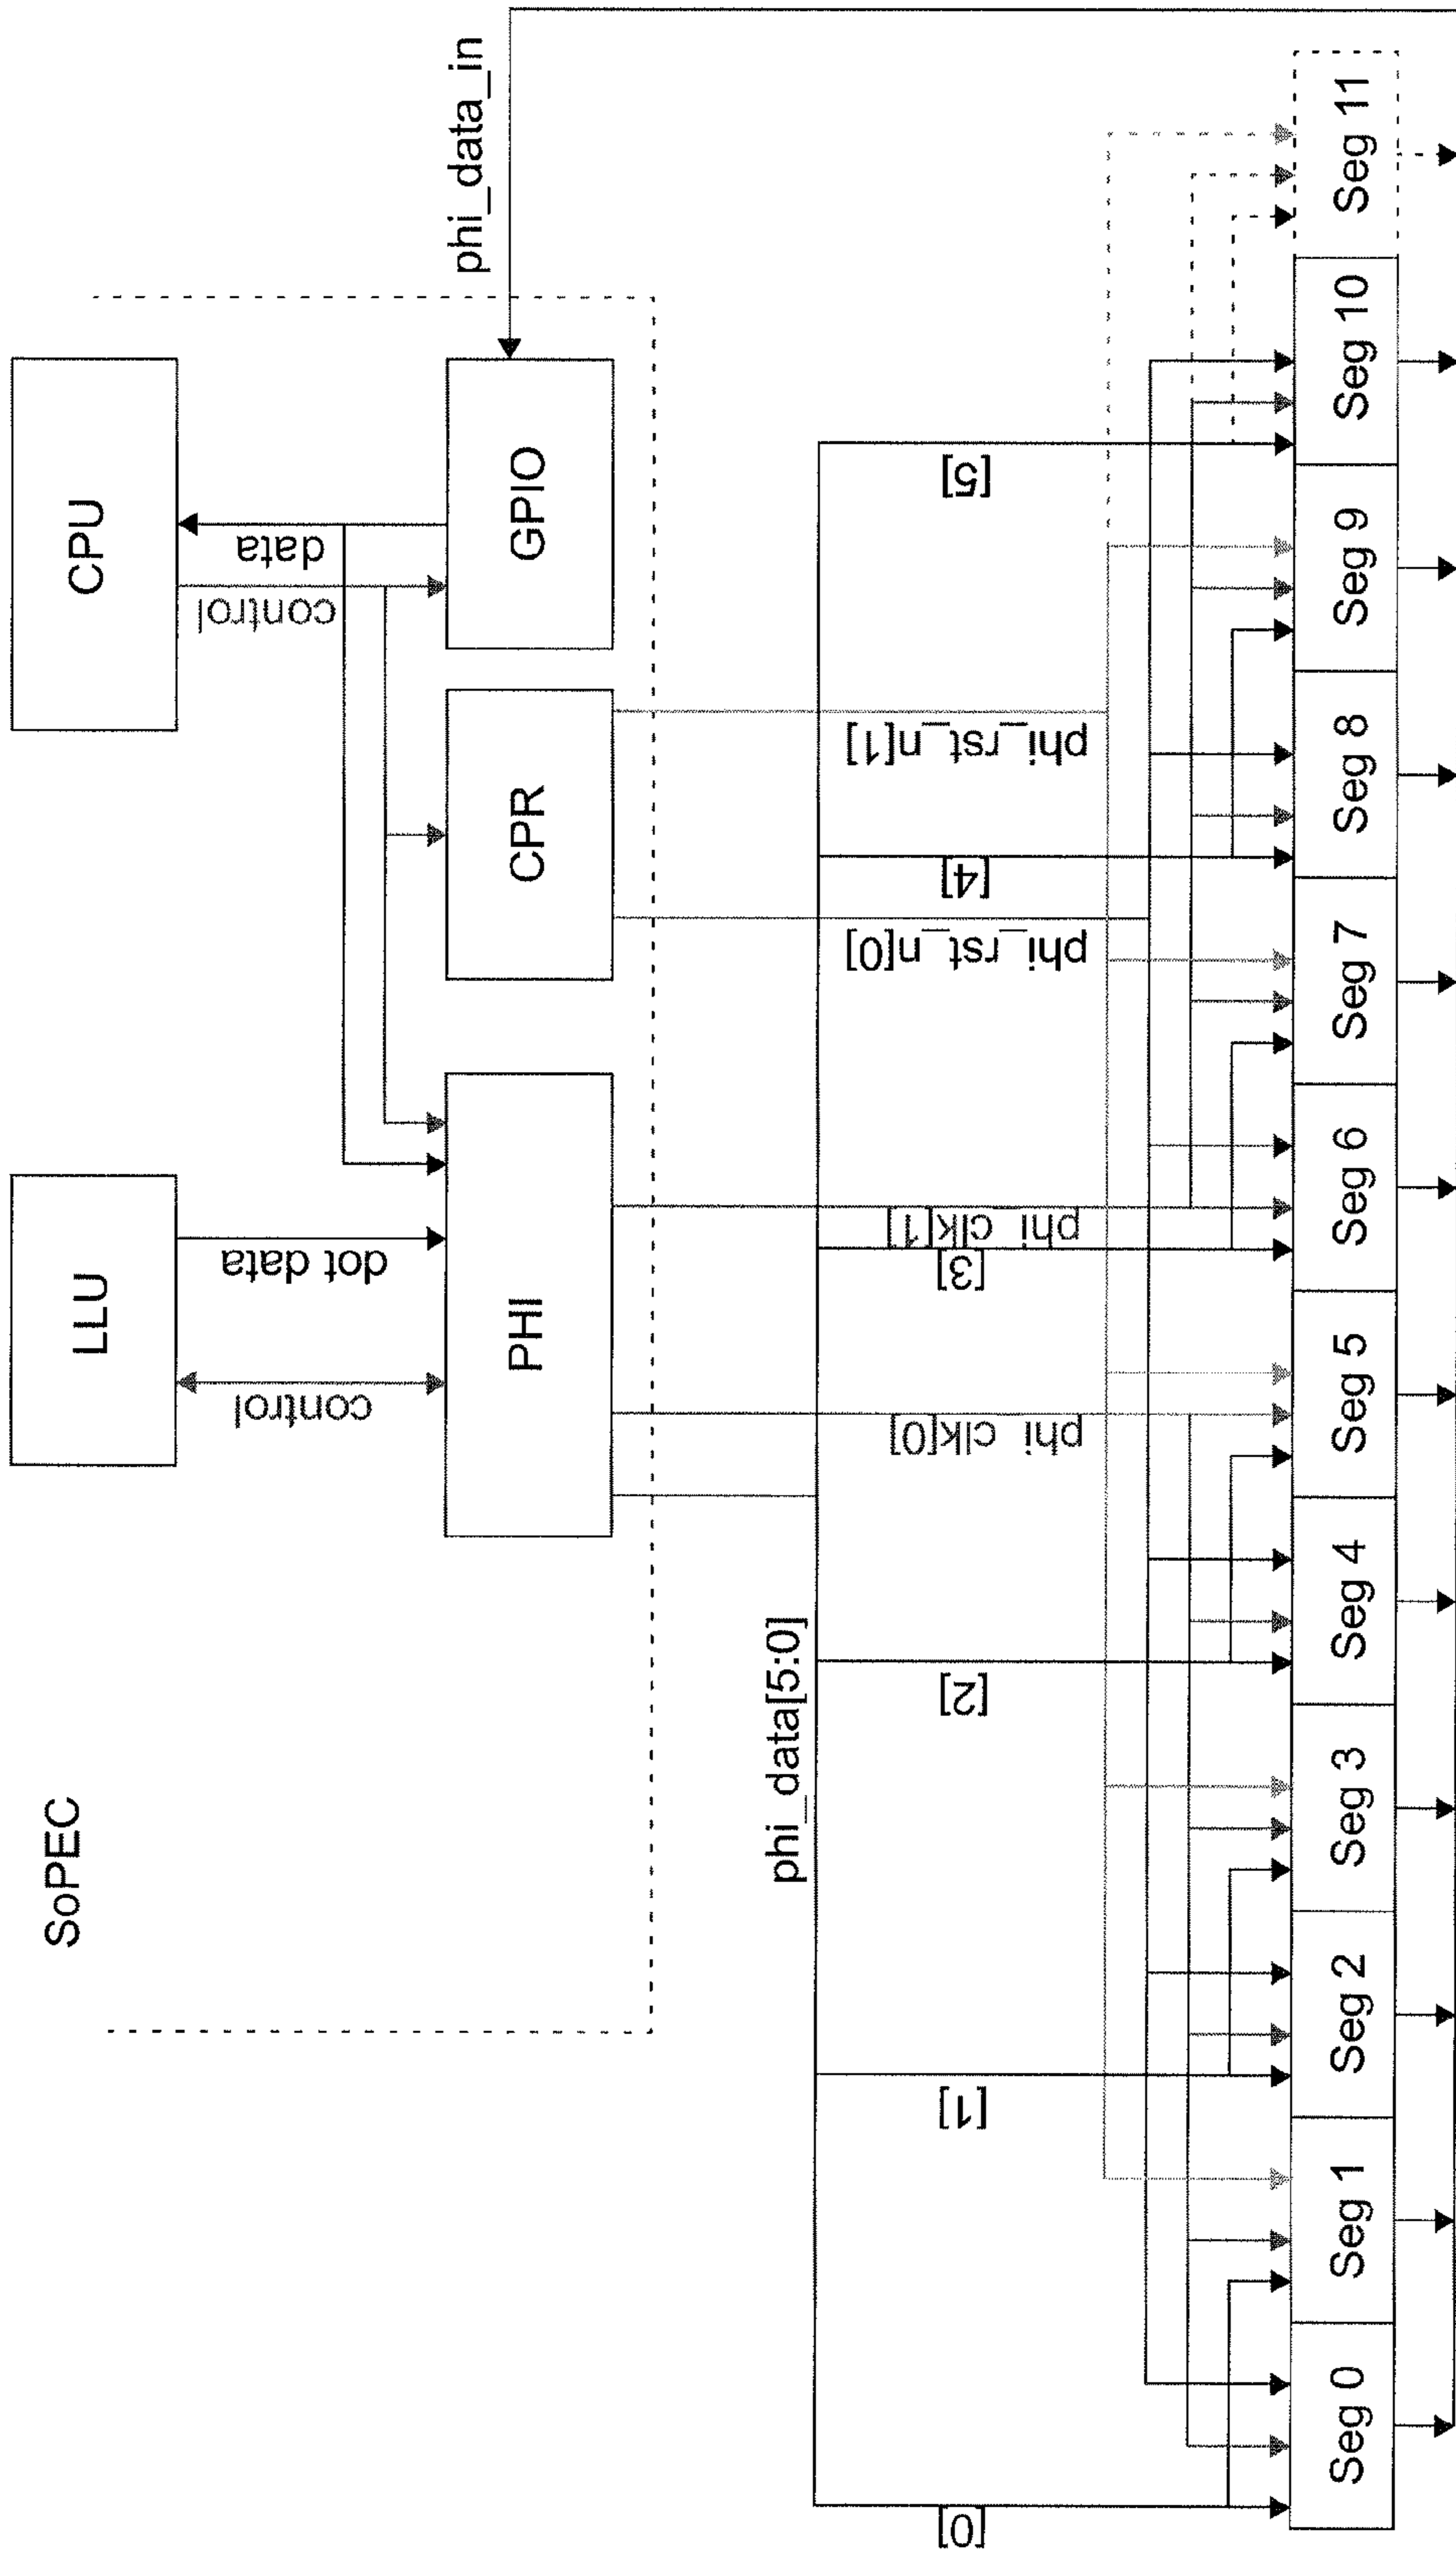 SoPEC
LLU
CPU
control
dot data
control
data
PHI
CPR
GPIO
phi_data_in
phi_data[5:0]
phi_clk[0]
phi_clk[1]
phi_rst_n[0]
phi_rst_n[1]
[0]
[1]
[2]
[3]
[4]
[5]
Seg 0
Seg 1
Seg 2
Seg 3
Seg 4
Seg 5
Seg 6
Seg 7
Seg 8
Seg 9
Seg 10
Seg 11